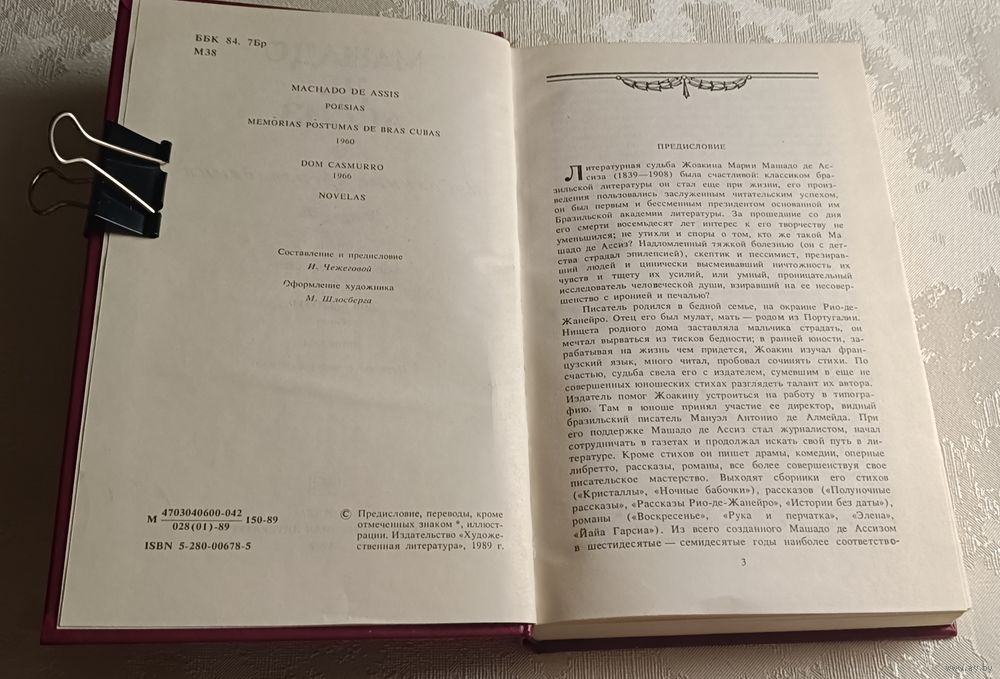 ББК 84. 7Бр
М38
MACHADO DE ASSIS
POESIAS
MEMÓRIAS PÓSTUMAS DE BRAS CUBAS
1960
DOM CASMURRO
1966
NOVELAS
Составление и предисловие
И. Чежеговой
Оформление художника
М. Шлосберга
М 4703040600-042 150-89
028(01)-89
ISBN 5-280-00678-5
© Предисловие, переводы, кроме
отмеченных знаком *, иллюст-
рации. Издательство «Художе-
ственная литература», 1989 г.
ПРЕДИСЛОВИЕ
Литературная судьба Жоакина Марии Машадо де Ас-
сиза (1839—1908) была счастливой: классиком бра-
зильской литературы он стал еще при жизни, его произ-
ведения пользовались заслуженным читательским успехом,
он был первым и бессменным президентом основанной им
Бразильской академии литературы. За прошедшие со дня
его смерти восемьдесят лет интерес к его творчеству не
уменьшился; не утихли и споры о том, кто же такой Ма-
шадо де Ассиз? Надломленный тяжкой болезнью (он с дет-
ства страдал эпилепсией), скептик и пессимист, презирав-
ший людей и цинически высмеивавший ничтожность их
чувств и тщету их усилий, или умный, проницательный
исследователь человеческой души, взиравший на ее несовер-
шенство с иронией и печалью?
Писатель родился в бедной семье, на окраине Рио-де-
Жанейро. Отец его был мулат, мать — родом из Португалии.
Нищета родного дома заставляла мальчика страдать, он
мечтал вырваться из тисков бедности; в ранней юности, за-
рабатывая на жизнь чем придется, Жоакин изучал фран-
цузский язык, много читал, пробовал сочинять стихи. По
счастью, судьба свела его с издателем, сумевшим в еще не
совершенных юношеских стихах разглядеть талант их автора.
Издатель помог Жоакину устроиться на работу в типогра-
фию. Там в юноше принял участие ее директор, видный
бразильский писатель Мануэл Антонио де Алмейда. При
его поддержке Машадо де Ассиз стал журналистом, начал
сотрудничать в газетах и продолжал искать свой путь в ли-
тературе. Кроме стихов он пишет драмы, комедии, оперные
либретто, рассказы, романы, все более совершенствуя свое
писательское мастерство. Выходят сборники его стихов
(«Кристаллы», «Ночные бабочки»), рассказов («Полуночные
рассказы», «Рассказы Рио-де-Жанейро», «Истории без даты»),
романы («Воскресенье», «Рука и перчатка», «Элена»,
«Йайа Гарсиа»). Из всего созданного Машадо де Ассизом
в шестидесятые — семидесятые годы наиболее соответство-
3